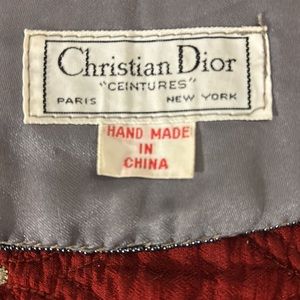 Christian Dior
"CEINTURES"
PARIS NEW YORK
HAND MADE
IN
CHINA